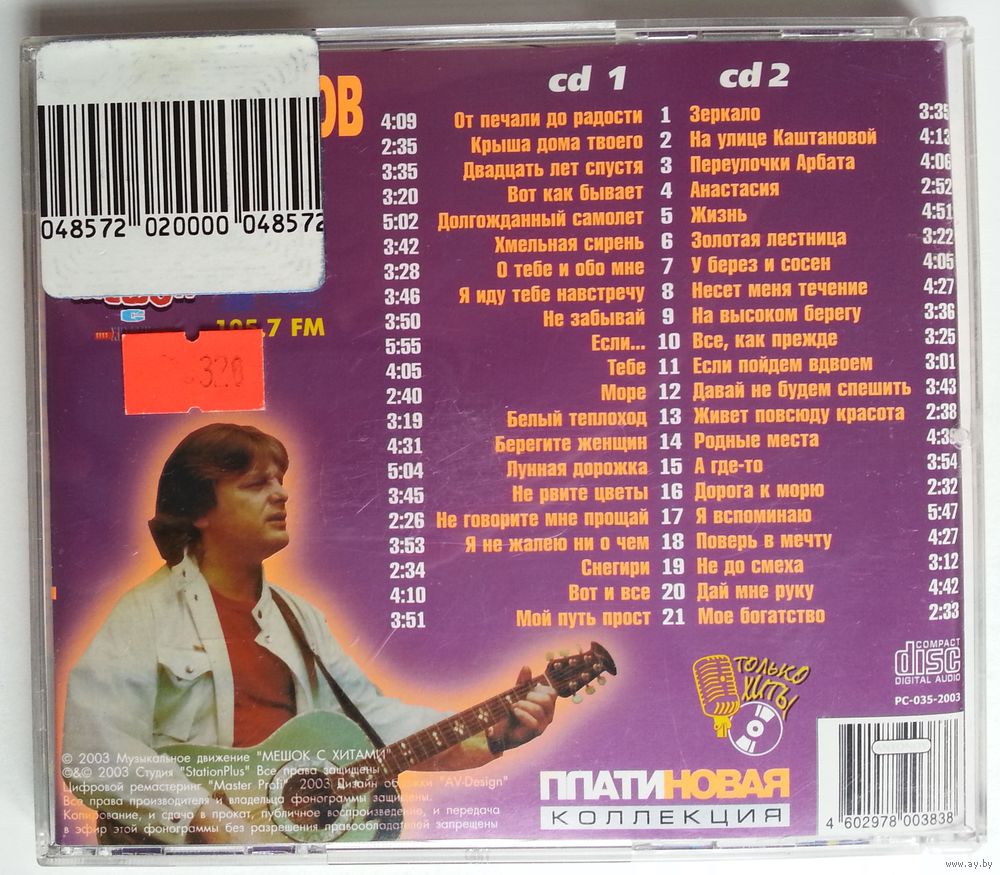 ОВ
048572 020000 048572
105.7 FM
320
cd 1 cd 2
4:09 От печали до радости 1 Зеркало 3:35
2:35 Крыша дома твоего 2 На улице Каштановой 4:13
3:35 Двадцать лет спустя 3 Переулочки Арбата 4:06
3:20 Вот как бывает 4 Анастасия 2:52
5:02 Долгожданный самолет 5 Жизнь 4:51
3:42 Хмельная сирень 6 Золотая лестница 3:22
3:28 О тебе и обо мне 7 У берез и сосен 4:05
3:46 Я иду тебе навстречу 8 Несет меня течение 4:27
3:50 Не забывай 9 На высоком берегу 3:36
5:55 Если... 10 Все, как прежде 3:25
4:05 Тебе 11 Если пойдем вдвоем 3:01
2:40 Море 12 Давай не будем спешить 3:43
3:19 Белый теплоход 13 Живет повсюду красота 2:38
4:31 Берегите женщин 14 Родные места 4:39
5:04 Лунная дорожка 15 А где-то 3:54
3:45 Не рвите цветы 16 Дорога к морю 2:32
2:26 Не говорите мне прощай 17 Я вспоминаю 5:47
3:53 Я не жалею ни о чем 18 Поверь в мечту 4:27
2:34 Снегири 19 Не до смеха 3:12
4:10 Вот и все 20 Дай мне руку 4:42
3:51 Мой путь прост 21 Мое богатство 2:33
ТОЛЬКО ХИТЫ
COMPACT
disc
DIGITAL AUDIO
PC-035-2003
© 2003 Музыкальное движение "МЕШОК С ХИТАМИ"
©&© 2003 Студия "StationPlus" Все права защищены
Цифровой ремастеринг "Master Profi", 2003 Дизайн обложки "AV-Design"
Все права производителя и владельца фонограммы защищены.
Копирование, и сдача в прокат, публичное воспроизведение, и передача
в эфир этой фонограммы без разрешения правообладателей запрещены
ПЛАТИНОВАЯ
КОЛЛЕКЦИЯ
4 602978 003838
www.ay.by